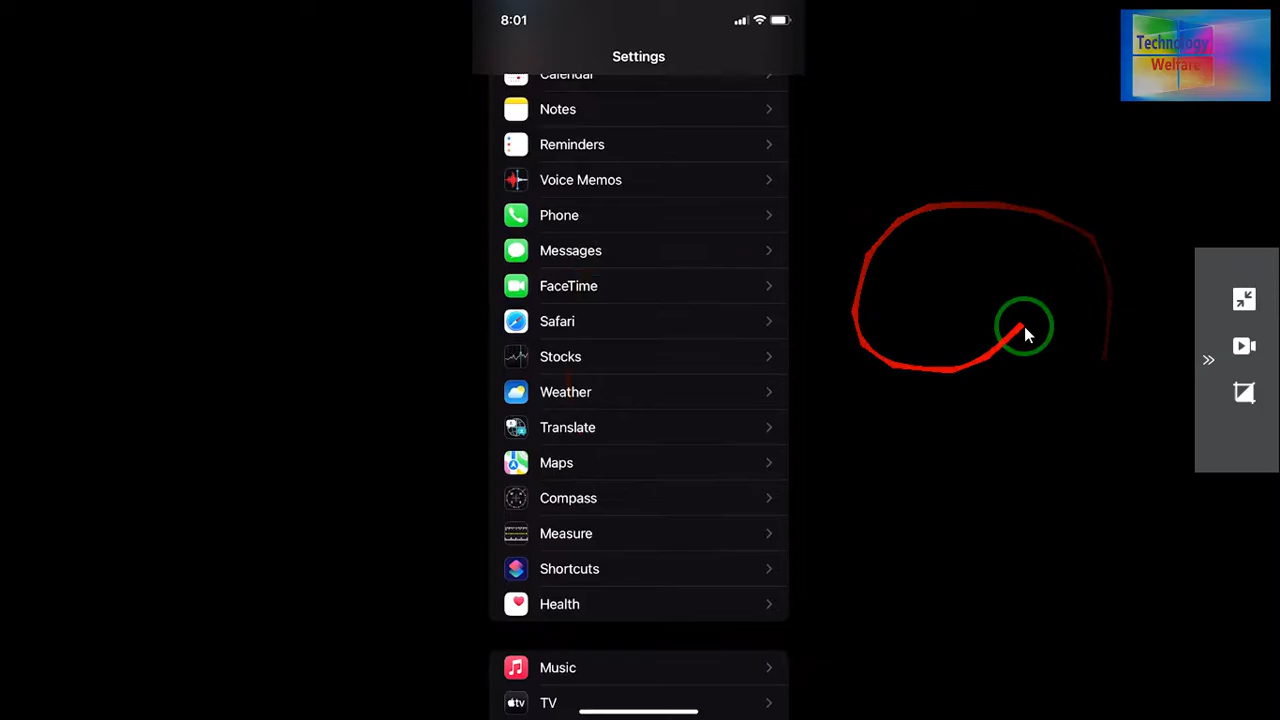 8:01
Settings
Calendar
Notes
Reminders
Voice Memos
Phone
Messages
FaceTime
Safari
Stocks
Weather
Translate
Maps
Compass
Measure
Shortcuts
Health
Music
tv TV
Technology
Welfare